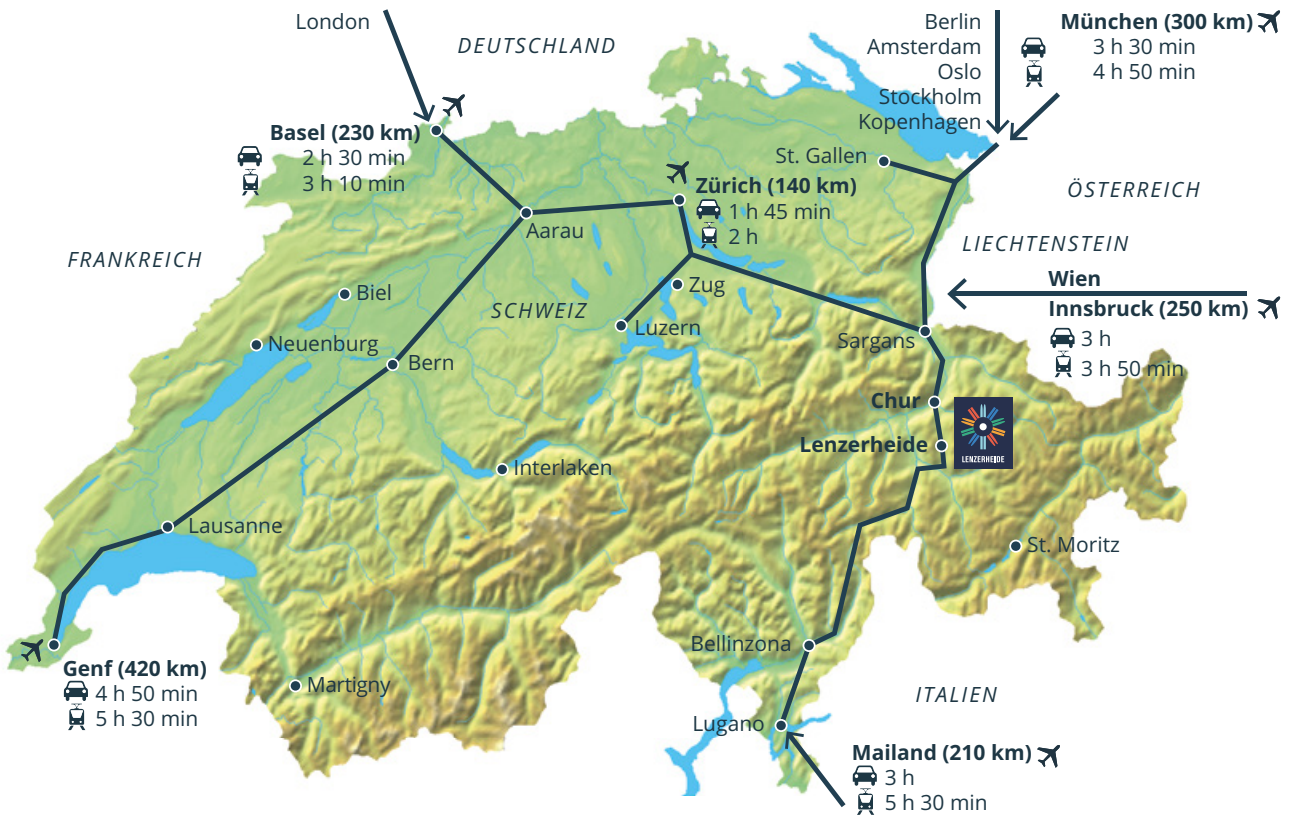 London
DEUTSCHLAND
Berlin
Amsterdam
Oslo
Stockholm
Kopenhagen
München (300 km)
3 h 30 min
4 h 50 min
Basel (230 km)
2 h 30 min
3 h 10 min
St. Gallen
Zürich (140 km)
1 h 45 min
2 h
ÖSTERREICH
Aarau
LIECHTENSTEIN
FRANKREICH
Wien
Innsbruck (250 km)
3 h
3 h 50 min
Biel
Zug
SCHWEIZ
Luzern
Neuenburg
Bern
Sargans
Chur
Lenzerheide
LENZERHEIDE
Interlaken
Lausanne
St. Moritz
Genf (420 km)
4 h 50 min
5 h 30 min
Martigny
Bellinzona
ITALIEN
Lugano
Mailand (210 km)
3 h
5 h 30 min